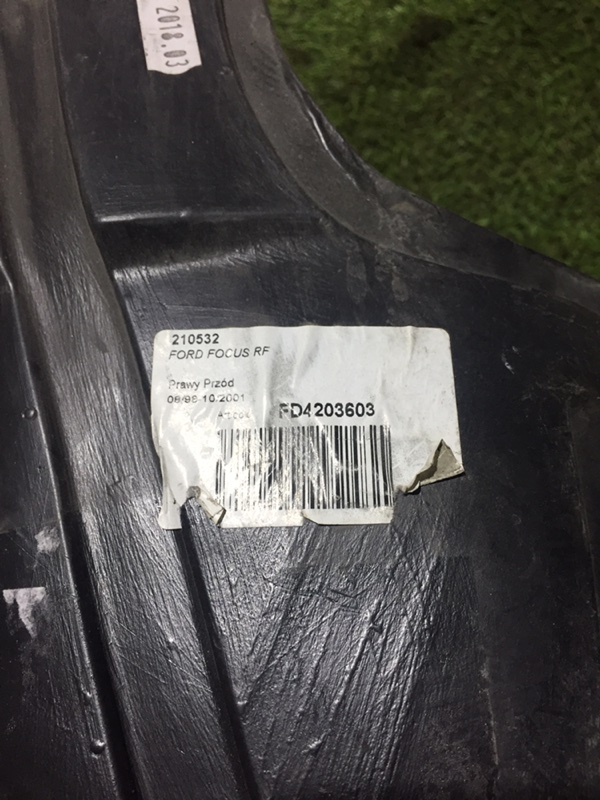 2018.03
210532
FORD FOCUS RF
Prawy Przód
08/98-10.2001
FD4203603